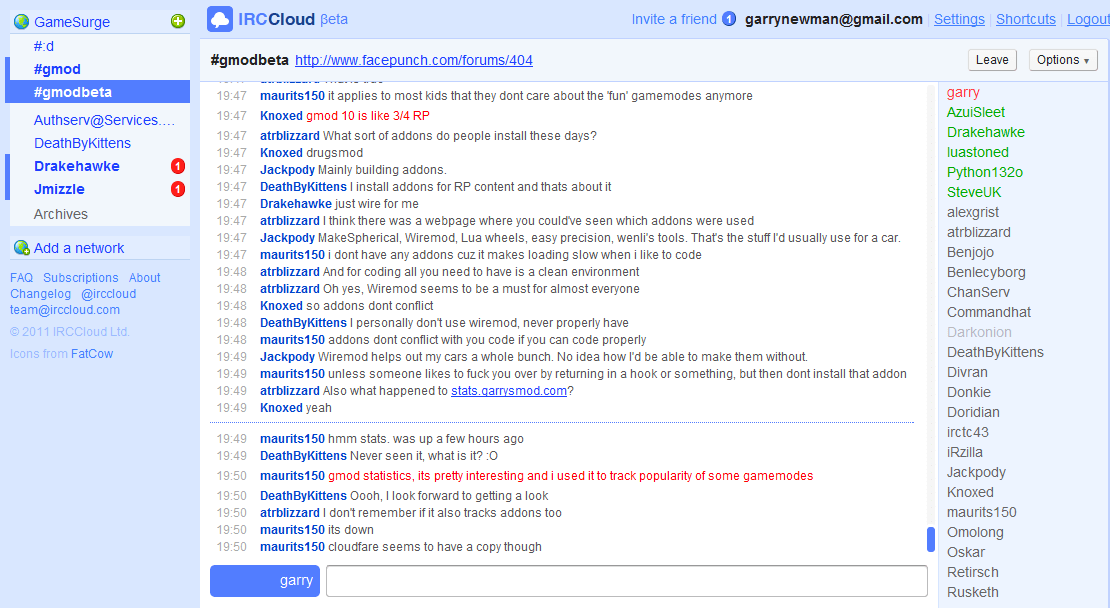 GameSurge
#:d
#gmod
#gmodbeta
Authserv@Services....
DeathByKittens
Drakehawke 1
Jmizzle 1
Archives
Add a network
FAQ Subscriptions About
Changelog @irccloud
team@irccloud.com
© 2011 IRCCloud Ltd.
Icons from FatCow
IRCCloud βeta
Invite a friend 1 garrynewman@gmail.com | Settings | Shortcuts | Logout
#gmodbeta http://www.facepunch.com/forums/404
Leave Options ▾
19:47 maurits150 it applies to most kids that they dont care about the 'fun' gamemodes anymore
19:47 Knoxed gmod 10 is like 3/4 RP
19:47 atrblizzard What sort of addons do people install these days?
19:47 Knoxed drugsmod
19:47 Jackpody Mainly building addons.
19:47 DeathByKittens I install addons for RP content and thats about it
19:47 Drakehawke just wire for me
19:47 atrblizzard I think there was a webpage where you could've seen which addons were used
19:47 Jackpody MakeSpherical, Wiremod, Lua wheels, easy precision, wenli's tools. That's the stuff I'd usually use for a car.
19:47 maurits150 i dont have any addons cuz it makes loading slow when i like to code
19:48 atrblizzard And for coding all you need to have is a clean environment
19:48 atrblizzard Oh yes, Wiremod seems to be a must for almost everyone
19:48 Knoxed so addons dont conflict
19:48 DeathByKittens I personally don't use wiremod, never properly have
19:48 maurits150 addons dont conflict with you code if you can code properly
19:49 Jackpody Wiremod helps out my cars a whole bunch. No idea how I'd be able to make them without.
19:49 maurits150 unless someone likes to fuck you over by returning in a hook or something, but then dont install that addon
19:49 atrblizzard Also what happened to stats.garrysmod.com?
19:49 Knoxed yeah
19:49 maurits150 hmm stats. was up a few hours ago
19:49 DeathByKittens Never seen it, what is it? :O
19:50 maurits150 gmod statistics, its pretty interesting and i used it to track popularity of some gamemodes
19:50 DeathByKittens Oooh, I look forward to getting a look
19:50 atrblizzard I don't remember if it also tracks addons too
19:50 maurits150 its down
19:50 maurits150 cloudfare seems to have a copy though
garry
garry
AzuiSleet
Drakehawke
luastoned
Python132o
SteveUK
alexgrist
atrblizzard
Benjojo
Benlecyborg
ChanServ
Commandhat
Darkonion
DeathByKittens
Divran
Donkie
Doridian
irctc43
iRzilla
Jackpody
Knoxed
maurits150
Omolong
Oskar
Retirsch
Rusketh